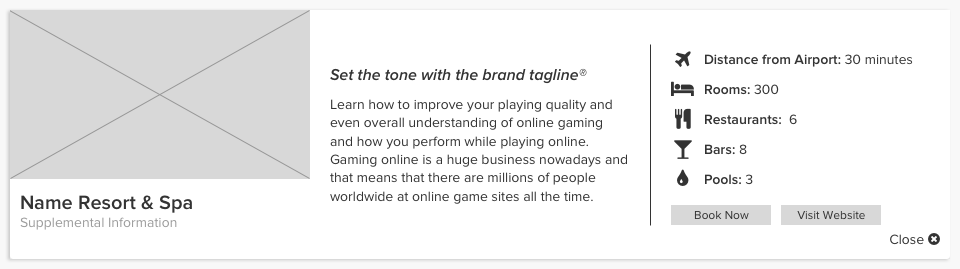 Name Resort & Spa
Supplemental Information
Set the tone with the brand tagline®
Learn how to improve your playing quality and
even overall understanding of online gaming
and how you perform while playing online.
Gaming online is a huge business nowadays and
that means that there are millions of people
worldwide at online game sites all the time.
Distance from Airport: 30 minutes
Rooms: 300
Restaurants: 6
Bars: 8
Pools: 3
Book Now
Visit Website
Close